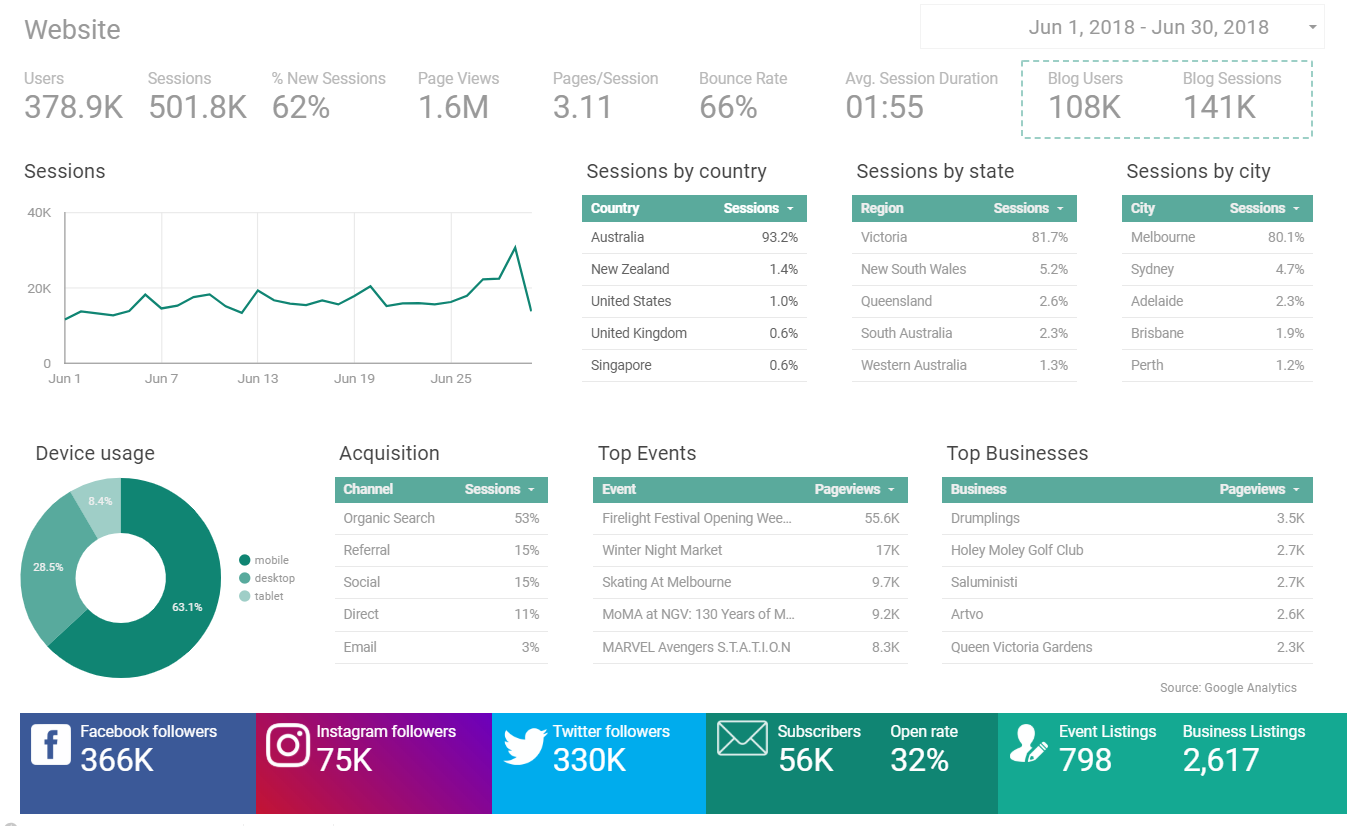 Website
Jun 1, 2018 - Jun 30, 2018
Users Sessions % New Sessions Page Views Pages/Session Bounce Rate Avg. Session Duration Blog Users Blog Sessions
378.9K 501.8K 62% 1.6M 3.11 66% 01:55 108K 141K
Sessions
40K
20K
0
Jun 1 Jun 7 Jun 13 Jun 19 Jun 25
Sessions by country
Country Sessions
Australia 93.2%
New Zealand 1.4%
United States 1.0%
United Kingdom 0.6%
Singapore 0.6%
Sessions by state
Region Sessions
Victoria 81.7%
New South Wales 5.2%
Queensland 2.6%
South Australia 2.3%
Western Australia 1.3%
Sessions by city
City Sessions
Melbourne 80.1%
Sydney 4.7%
Adelaide 2.3%
Brisbane 1.9%
Perth 1.2%
Device usage
8.4%
28.5%
63.1%
mobile
desktop
tablet
Acquisition
Channel Sessions
Organic Search 53%
Referral 15%
Social 15%
Direct 11%
Email 3%
Top Events
Event Pageviews
Firelight Festival Opening Wee... 55.6K
Winter Night Market 17K
Skating At Melbourne 9.7K
MoMA at NGV: 130 Years of M... 9.2K
MARVEL Avengers S.T.A.T.I.O.N 8.3K
Top Businesses
Business Pageviews
Drumplings 3.5K
Holey Moley Golf Club 2.7K
Saluministi 2.7K
Artvo 2.6K
Queen Victoria Gardens 2.3K
Source: Google Analytics
Facebook followers Instagram followers Twitter followers Subscribers Open rate Event Listings Business Listings
366K 75K 330K 56K 32% 798 2,617